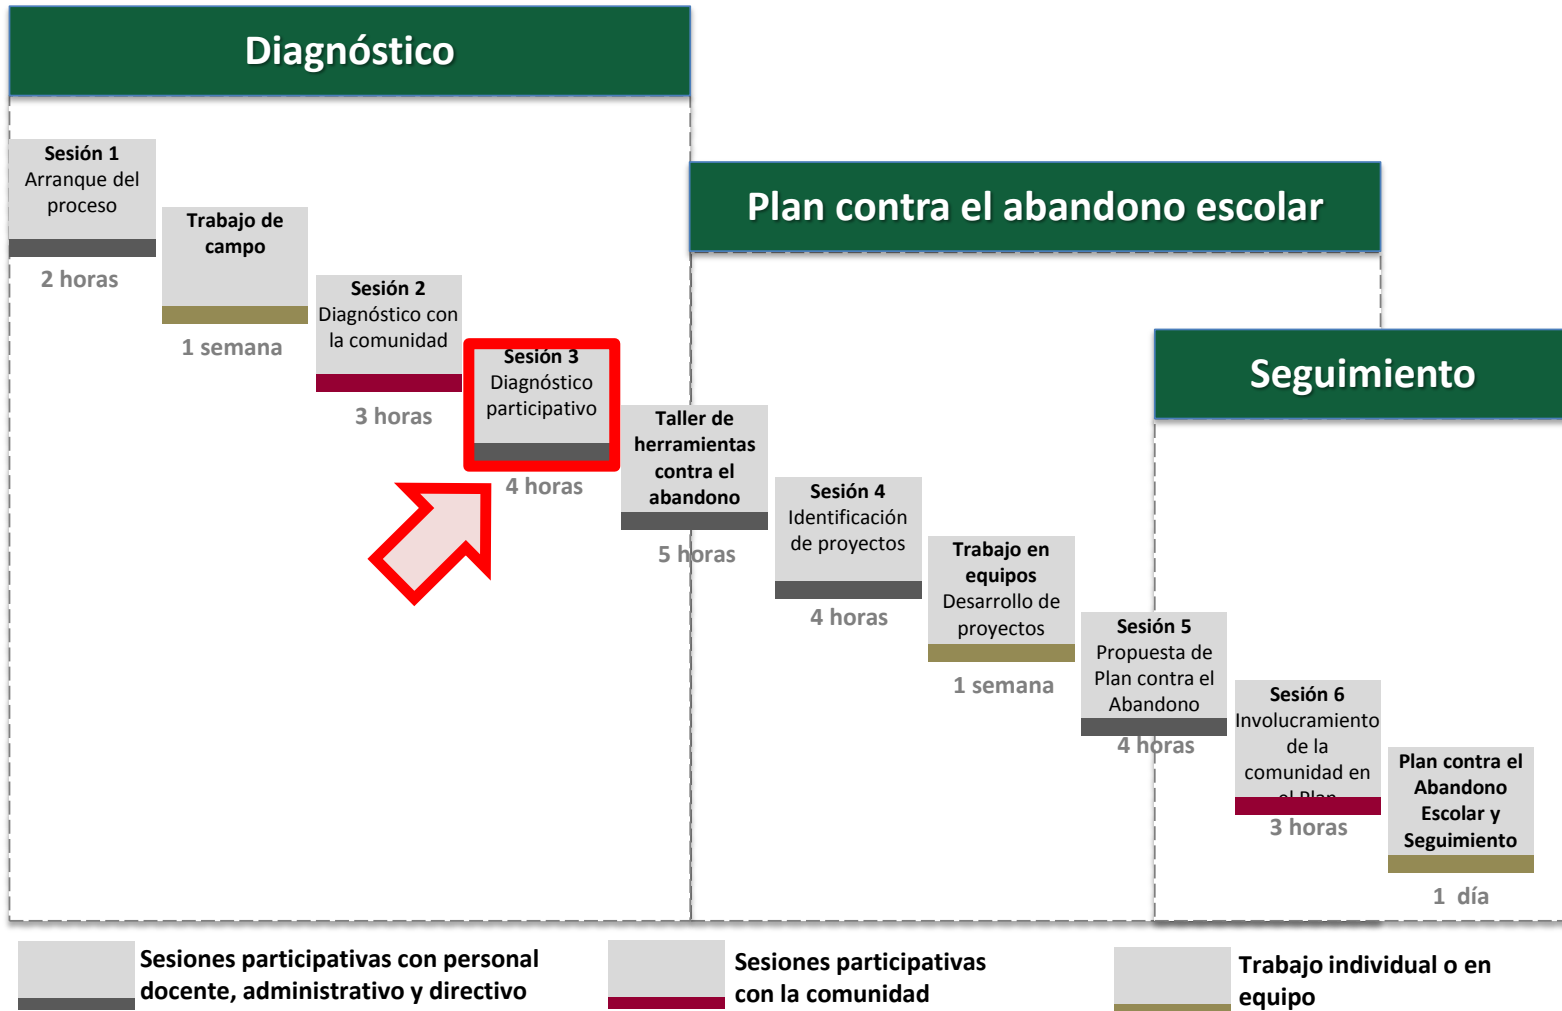 Diagnóstico
Sesión 1
Arranque del
proceso
2 horas
Trabajo de
campo
1 semana
Sesión 2
Diagnóstico con
la comunidad
3 horas
Sesión 3
Diagnóstico
participativo
4 horas
Plan contra el abandono escolar
Taller de
herramientas
contra el
abandono
5 horas
Sesión 4
Identificación
de proyectos
4 horas
Trabajo en
equipos
Desarrollo de
proyectos
1 semana
Seguimiento
Sesión 5
Propuesta de
Plan contra el
Abandono
4 horas
Sesión 6
Involucramiento
de la
comunidad en
el Plan
3 horas
Plan contra el
Abandono
Escolar y
Seguimiento
1 día
Sesiones participativas con personal
docente, administrativo y directivo
Sesiones participativas
con la comunidad
Trabajo individual o en
equipo